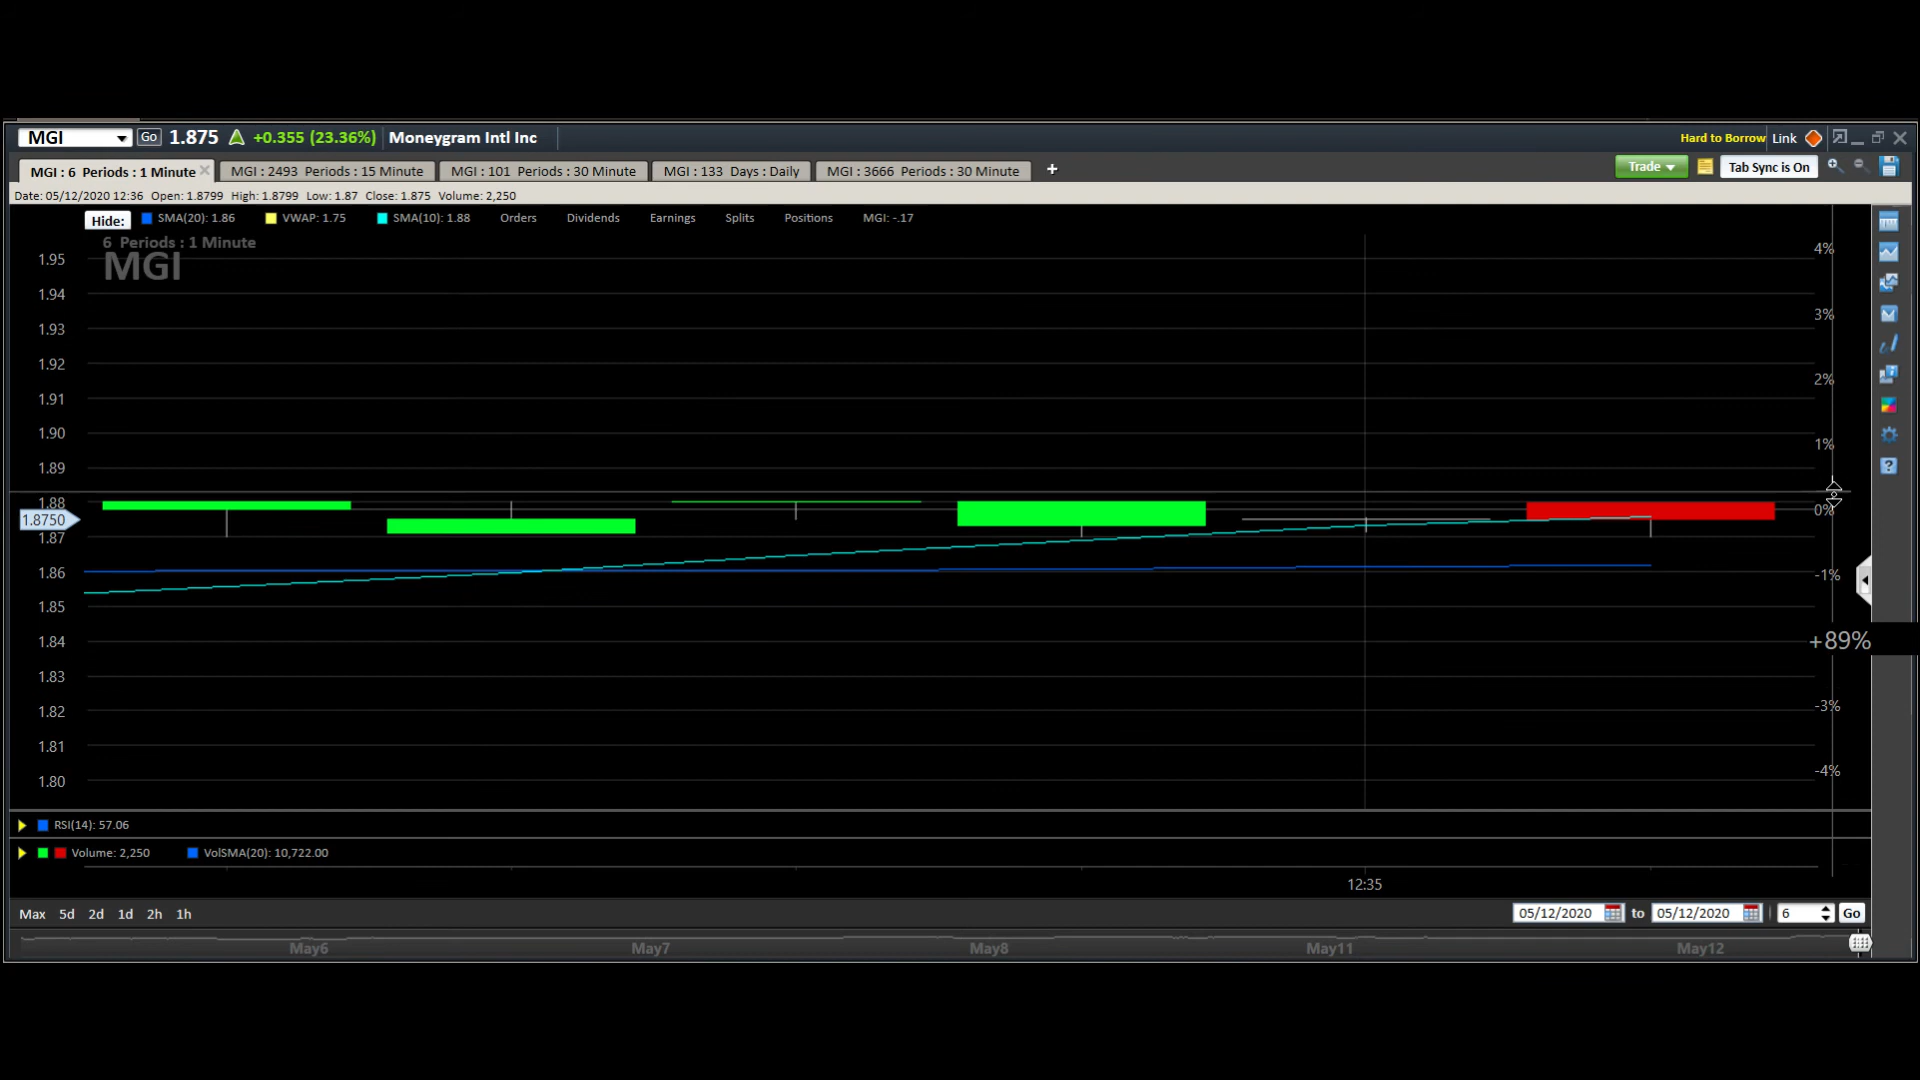 MGI Go 1.875 +0.355 (23.36%) Moneygram Intl Inc Hard to Borrow Link
MGI : 6 Periods : 1 Minute MGI : 2493 Periods : 15 Minute MGI : 101 Periods : 30 Minute MGI : 133 Days : Daily MGI : 3666 Periods : 30 Minute + Trade Tab Sync is On
Date: 05/12/2020 12:36 Open: 1.8799 High: 1.8799 Low: 1.87 Close: 1.875 Volume: 2,250
Hide: SMA(20): 1.86 VWAP: 1.75 SMA(10): 1.88 Orders Dividends Earnings Splits Positions MGI: -.17
6 Periods : 1 Minute
MGI
4%
1.95
1.94
3%
1.93
1.92
2%
1.91
1.90
1%
1.89
1.88
0%
1.8750
1.87
1.86
-1%
1.85
1.84
+89%
1.83
-3%
1.82
1.81
-4%
1.80
RSI(14): 57.06
Volume: 2,250 VolSMA(20): 10,722.00
12:35
Max 5d 2d 1d 2h 1h 05/12/2020 to 05/12/2020 6 Go
May6 May7 May8 May11 May12